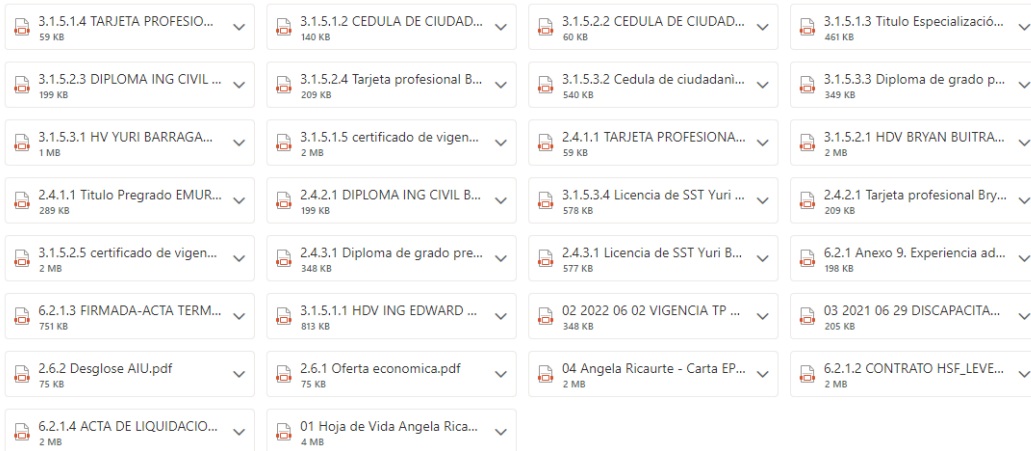 3.1.5.1.4 TARJETA PROFESIO...
59 KB
3.1.5.1.2 CEDULA DE CIUDAD...
140 KB
3.1.5.2.2 CEDULA DE CIUDAD...
60 KB
3.1.5.1.3 Titulo Especializació...
461 KB
3.1.5.2.3 DIPLOMA ING CIVIL ...
199 KB
3.1.5.2.4 Tarjeta profesional B...
209 KB
3.1.5.3.2 Cedula de ciudadanì...
540 KB
3.1.5.3.3 Diploma de grado p...
349 KB
3.1.5.3.1 HV YURI BARRAGA...
1 MB
3.1.5.1.5 certificado de vigen...
2 MB
2.4.1.1 TARJETA PROFESIONA...
59 KB
3.1.5.2.1 HDV BRYAN BUITRA...
2 MB
2.4.1.1 Titulo Pregrado EMUR...
289 KB
2.4.2.1 DIPLOMA ING CIVIL B...
199 KB
3.1.5.3.4 Licencia de SST Yuri ...
578 KB
2.4.2.1 Tarjeta profesional Bry...
209 KB
3.1.5.2.5 certificado de vigen...
2 MB
2.4.3.1 Diploma de grado pre...
348 KB
2.4.3.1 Licencia de SST Yuri B...
577 KB
6.2.1 Anexo 9. Experiencia ad...
198 KB
6.2.1.3 FIRMADA-ACTA TERM...
751 KB
3.1.5.1.1 HDV ING EDWARD ...
813 KB
02 2022 06 02 VIGENCIA TP ...
348 KB
03 2021 06 29 DISCAPACITA...
205 KB
2.6.2 Desglose AIU.pdf
75 KB
2.6.1 Oferta economica.pdf
75 KB
04 Angela Ricaurte - Carta EP...
2 MB
6.2.1.2 CONTRATO HSF_LEVE...
2 MB
6.2.1.4 ACTA DE LIQUIDACIO...
2 MB
01 Hoja de Vida Angela Rica...
4 MB